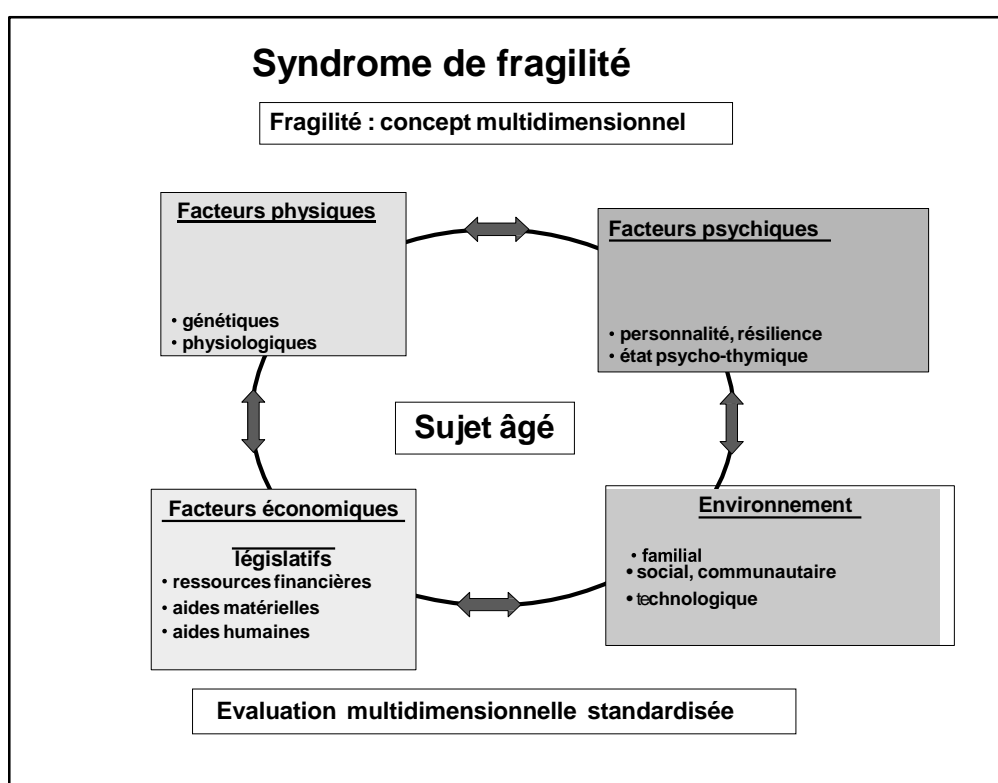 Syndrome de fragilité
Fragilité : concept multidimensionnel
Facteurs physiques
• génétiques
• physiologiques
Facteurs psychiques
• personnalité, résilience
• état psycho-thymique
Sujet âgé
Facteurs économiques
législatifs
• ressources financières
• aides matérielles
• aides humaines
Environnement
• familial
• social, communautaire
• technologique
Evaluation multidimensionnelle standardisée